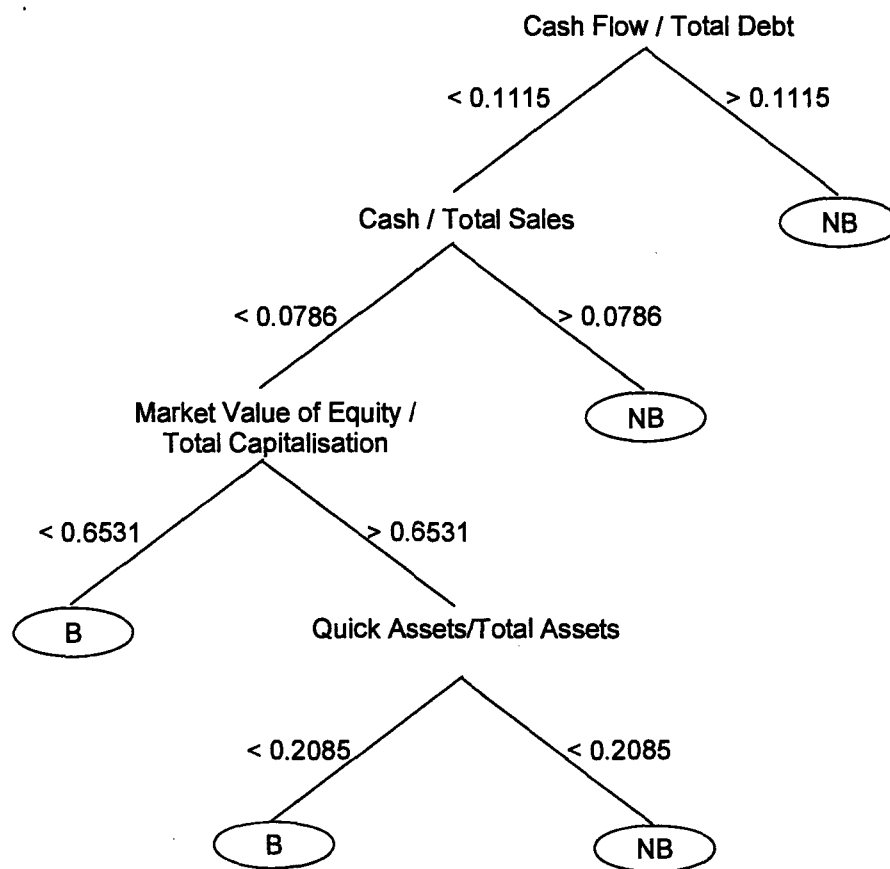 Cash Flow / Total Debt
< 0.1115
> 0.1115
Cash / Total Sales
NB
< 0.0786
> 0.0786
Market Value of Equity /
Total Capitalisation
NB
< 0.6531
> 0.6531
B
Quick Assets/Total Assets
< 0.2085
< 0.2085
B
NB